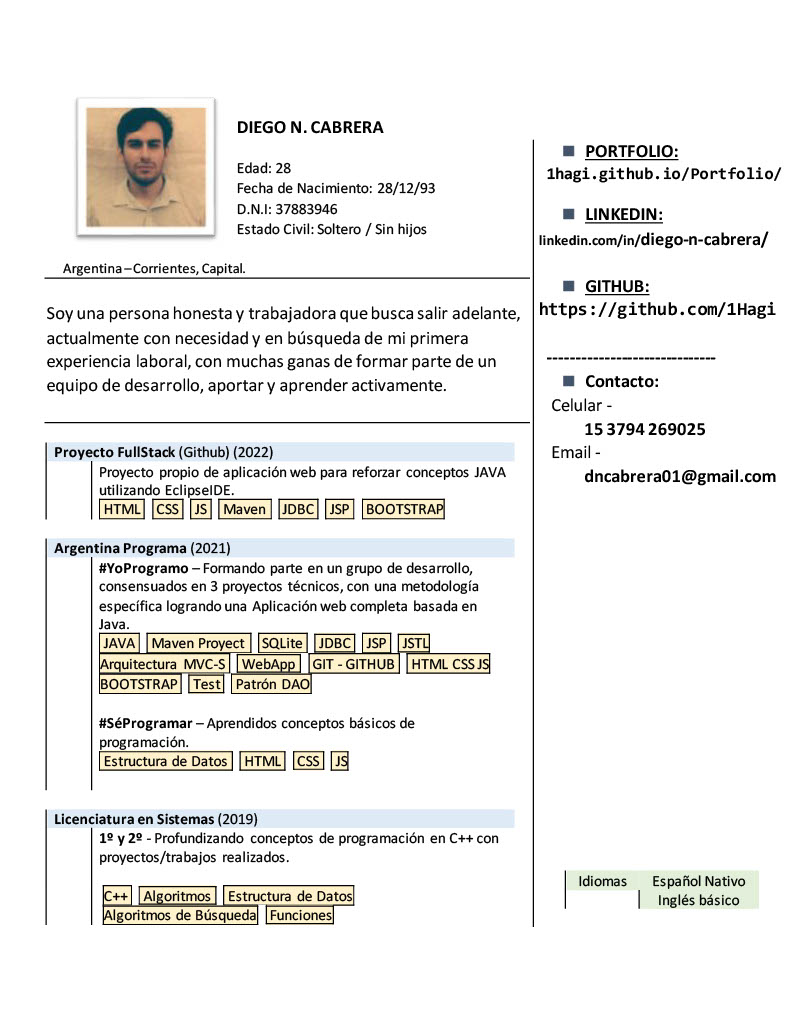 DIEGO N. CABRERA
Edad: 28
Fecha de Nacimiento: 28/12/93
D.N.I: 37883946
Estado Civil: Soltero / Sin hijos
Argentina – Corrientes, Capital.
Soy una persona honesta y trabajadora que busca salir adelante,
actualmente con necesidad y en búsqueda de mi primera
experiencia laboral, con muchas ganas de formar parte de un
equipo de desarrollo, aportar y aprender activamente.
Proyecto FullStack (Github) (2022)
Proyecto propio de aplicación web para reforzar conceptos JAVA
utilizando EclipseIDE.
HTML CSS JS Maven JDBC JSP BOOTSTRAP
Argentina Programa (2021)
#YoProgramo – Formando parte en un grupo de desarrollo,
consensuados en 3 proyectos técnicos, con una metodología
específica logrando una Aplicación web completa basada en
Java.
JAVA Maven Proyect SQLite JDBC JSP JSTL
Arquitectura MVC-S WebApp GIT - GITHUB HTML CSS JS
BOOTSTRAP Test Patrón DAO
#SéProgramar – Aprendidos conceptos básicos de
programación.
Estructura de Datos HTML CSS JS
Licenciatura en Sistemas (2019)
1º y 2º - Profundizando conceptos de programación en C++ con
proyectos/trabajos realizados.
C++ Algoritmos Estructura de Datos
Algoritmos de Búsqueda Funciones
PORTFOLIO:
1hagi.github.io/Portfolio/
LINKEDIN:
linkedin.com/in/diego-n-cabrera/
GITHUB:
https://github.com/1Hagi
------------------------------
Contacto:
Celular -
15 3794 269025
Email -
dncabrera01@gmail.com
Idiomas Español Nativo
Inglés básico